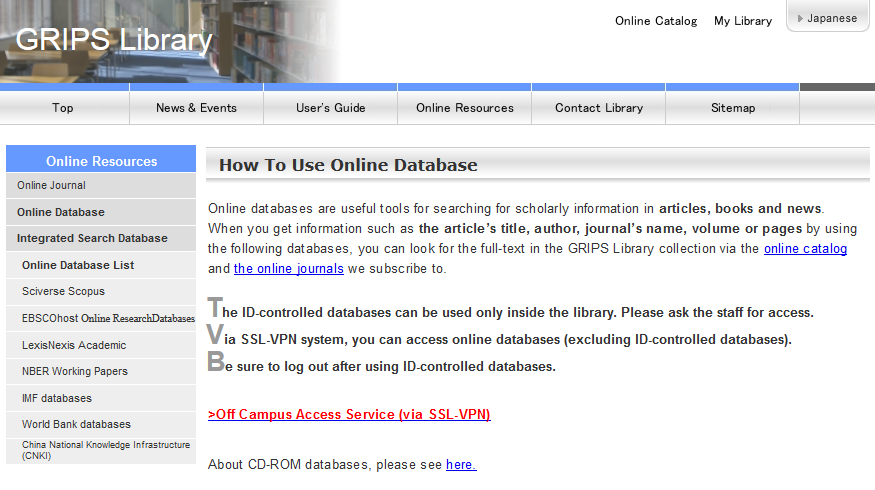 GRIPS Library
Online Catalog My Library Japanese
Top News & Events User's Guide Online Resources Contact Library Sitemap
Online Resources
Online Journal
Online Database
Integrated Search Database
Online Database List
Sciverse Scopus
EBSCOhost Online ResearchDatabases
LexisNexis Academic
NBER Working Papers
IMF databases
World Bank databases
China National Knowledge Infrastructure
(CNKI)
How To Use Online Database
Online databases are useful tools for searching for scholarly information in articles, books and news.
When you get information such as the article's title, author, journal's name, volume or pages by using
the following databases, you can look for the full-text in the GRIPS Library collection via the online catalog
and the online journals we subscribe to.
The ID-controlled databases can be used only inside the library. Please ask the staff for access.
Via SSL-VPN system, you can access online databases (excluding ID-controlled databases).
Be sure to log out after using ID-controlled databases.
>Off Campus Access Service (via SSL-VPN)
About CD-ROM databases, please see here.